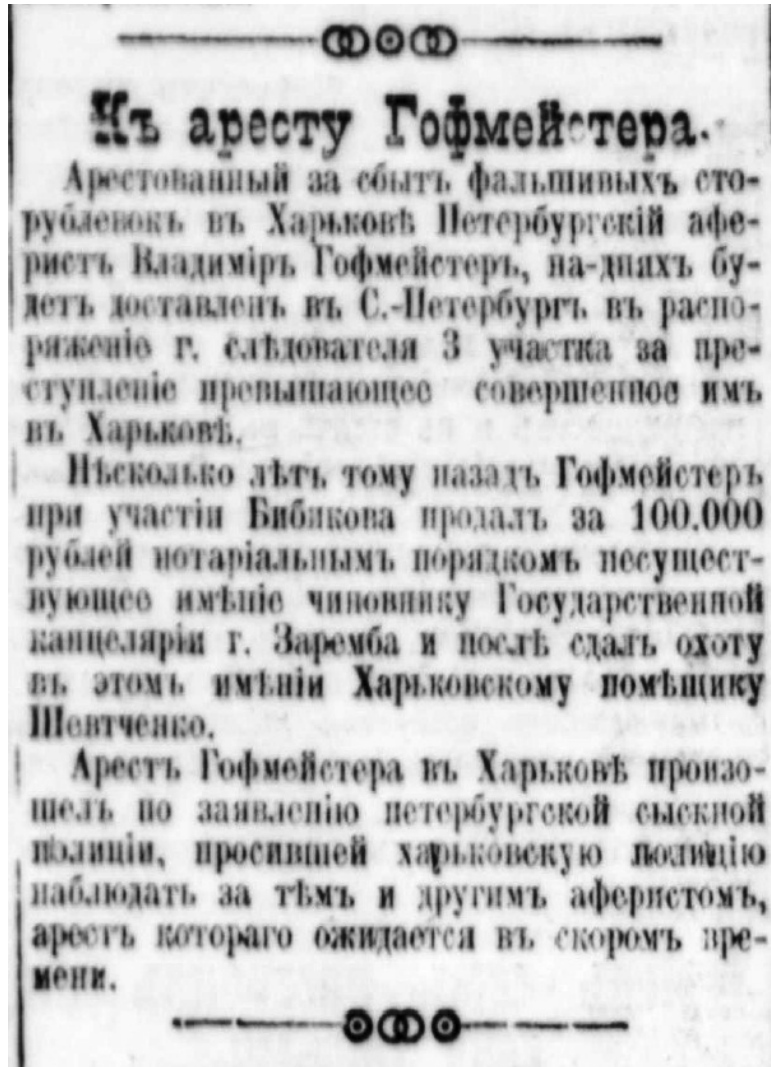 Къ аресту Гофмейстера.
Арестованный за сбытъ фальшивыхъ сто-
рублевокъ въ Харьковѣ Петербургскій афе-
ристъ Владиміръ Гофмейстеръ, на-дняхъ бу-
детъ доставленъ въ С.-Петербургъ въ распо-
ряженіе г. слѣдователя 3 участка за пре-
ступленіе превышающее совершенное имъ
въ Харьковѣ.
Нѣсколько лѣтъ тому назадъ Гофмейстеръ
при участіи Бибикова продалъ за 100.000
рублей нотаріальнымъ порядкомъ несущест-
вующее имѣніе чиновнику Государственной
канцеляріи г. Заремба и послѣ сдалъ охоту
въ этомъ имѣніи Харьковскому помѣщику
Шевтченко.
Арестъ Гофмейстера въ Харьковѣ произо-
шелъ по заявленію петербургской сыскной
полиціи, просившей харьковскую полицію
наблюдать за тѣмъ и другимъ аферистомъ,
арестъ котораго ожидается въ скоромъ вре-
мени.